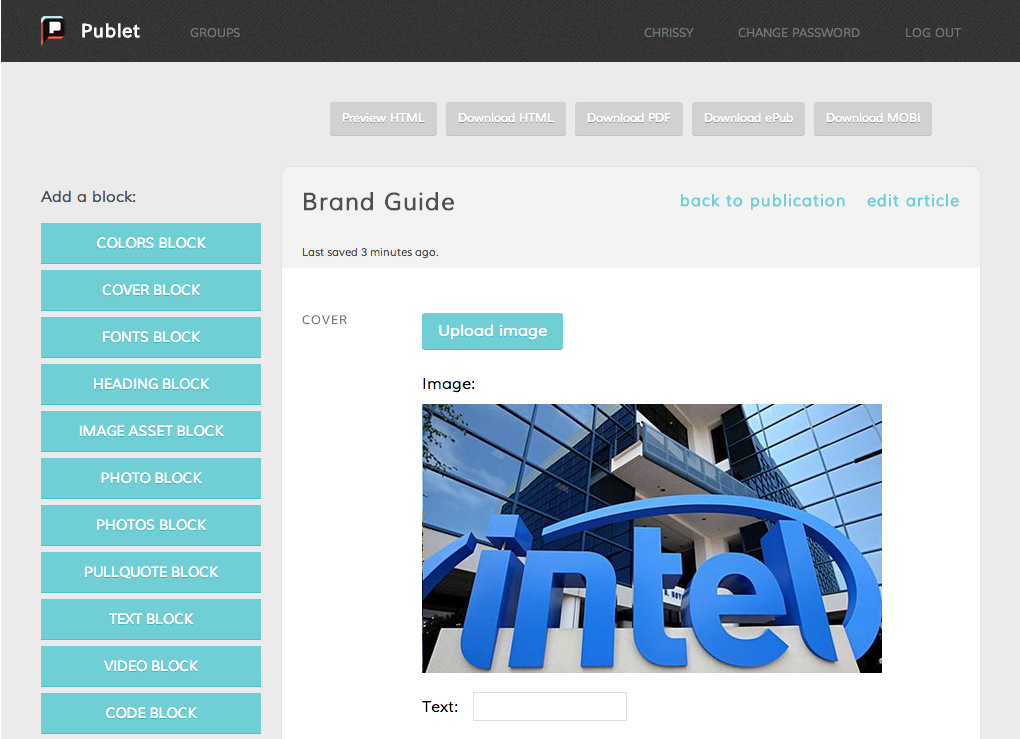 Publet
GROUPS
CHRISSY
CHANGE PASSWORD
LOG OUT
Preview HTML
Download HTML
Download PDF
Download ePub
Download MOBI
Add a block:
COLORS BLOCK
COVER BLOCK
FONTS BLOCK
HEADING BLOCK
IMAGE ASSET BLOCK
PHOTO BLOCK
PHOTOS BLOCK
PULLQUOTE BLOCK
TEXT BLOCK
VIDEO BLOCK
CODE BLOCK
Brand Guide
back to publication
edit article
Last saved 3 minutes ago.
COVER
Upload image
Image:
intel
Text: